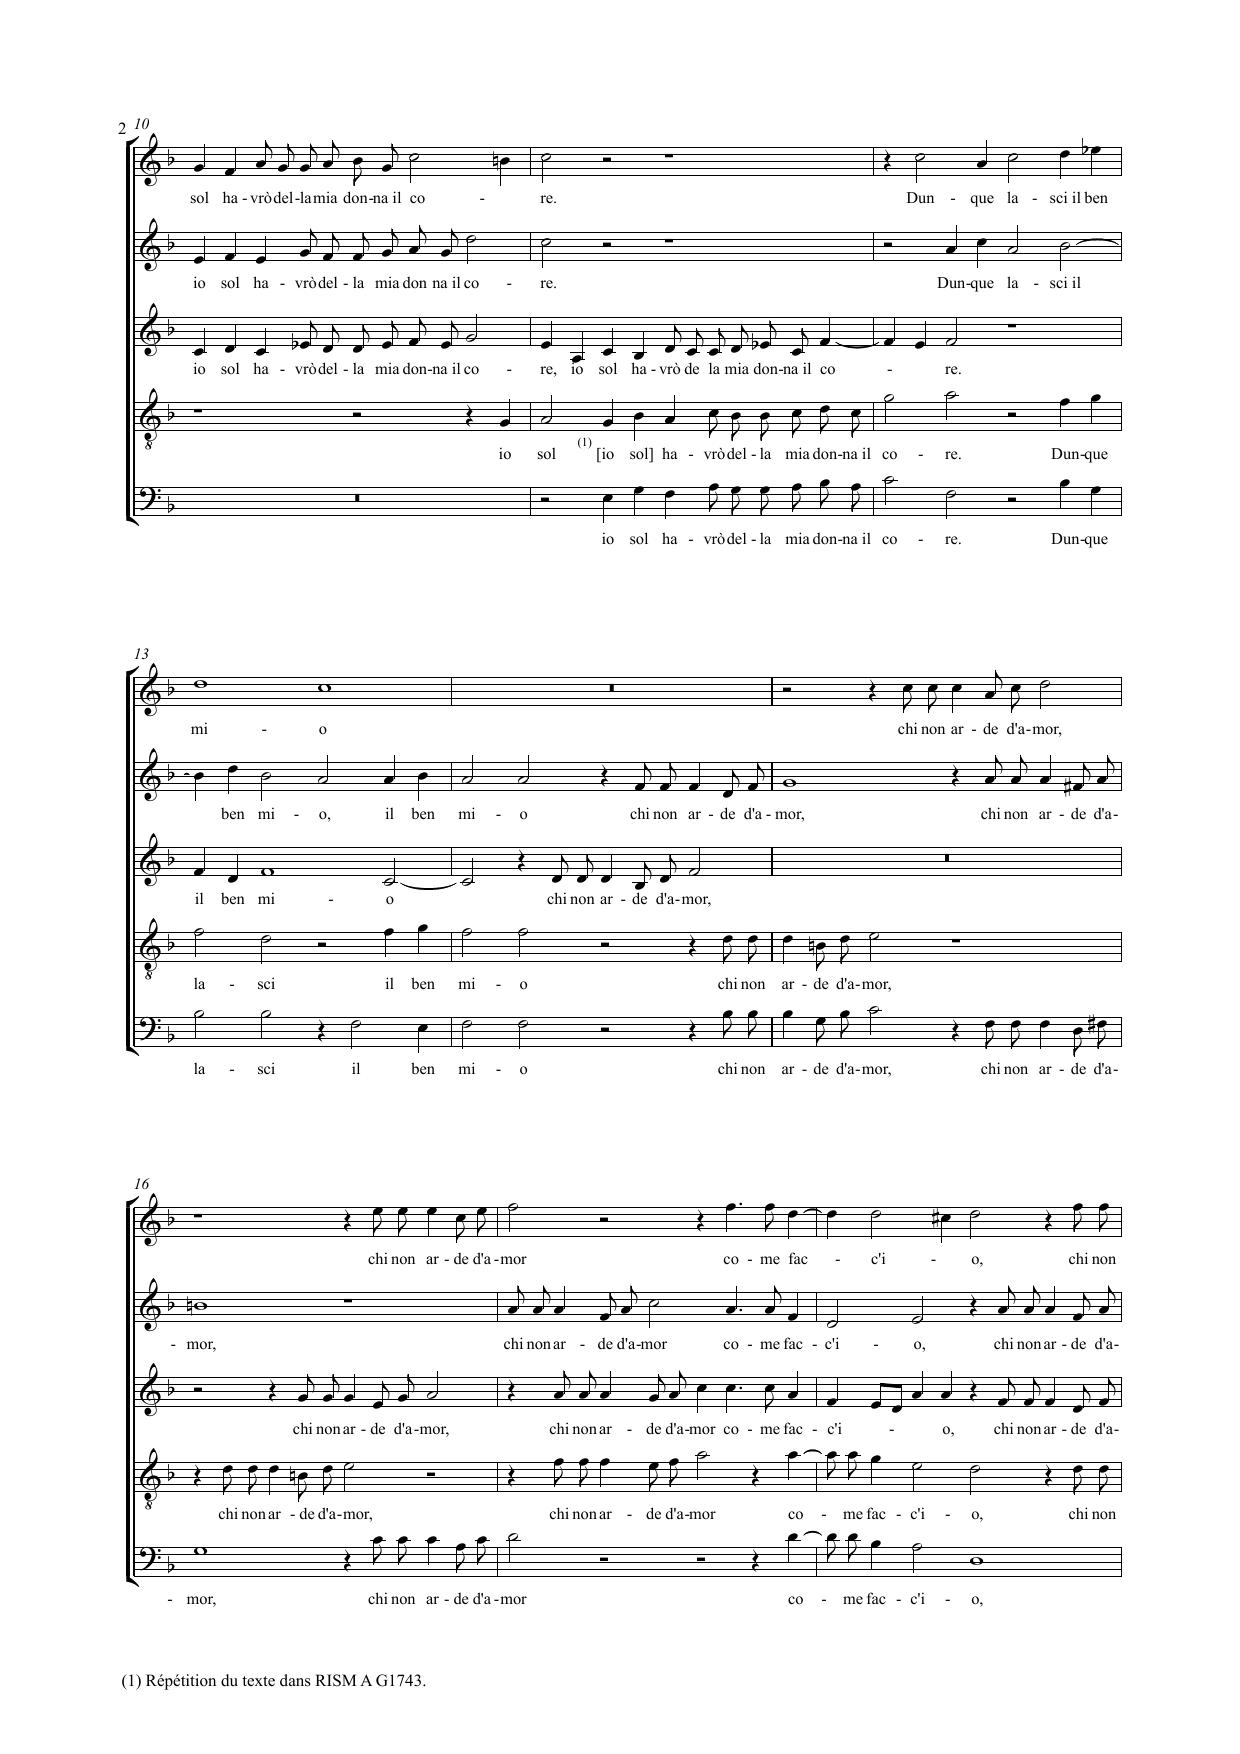 2 10
sol ha - vrò del - la mia don - na il co - re. Dun - que la - sci il ben
io sol ha - vrò del - la mia don na il co - re. Dun - que la - sci il
io sol ha - vrò del - la mia don - na il co - re, io sol ha - vrò de la mia don - na il co - re.
8
io sol (1) [io sol] ha - vrò del - la mia don - na il co - re. Dun - que
io sol ha - vrò del - la mia don - na il co - re. Dun - que
13
mi - o chi non ar - de d'a - mor,
ben mi - o, il ben mi - o chi non ar - de d'a - mor, chi non ar - de d'a -
il ben mi - o chi non ar - de d'a - mor,
8
la - sci il ben mi - o chi non ar - de d'a - mor,
la - sci il ben mi - o chi non ar - de d'a - mor, chi non ar - de d'a -
16
chi non ar - de d'a - mor co - me fac - c'i - o, chi non
- mor, chi non ar - de d'a - mor co - me fac - c'i - o, chi non ar - de d'a -
chi non ar - de d'a - mor, chi non ar - de d'a - mor co - me fac - c'i - o, chi non ar - de d'a -
8
chi non ar - de d'a - mor, chi non ar - de d'a - mor co - me fac - c'i - o, chi non
- mor, chi non ar - de d'a - mor co - me fac - c'i - o,
(1) Répétition du texte dans RISM A G1743.